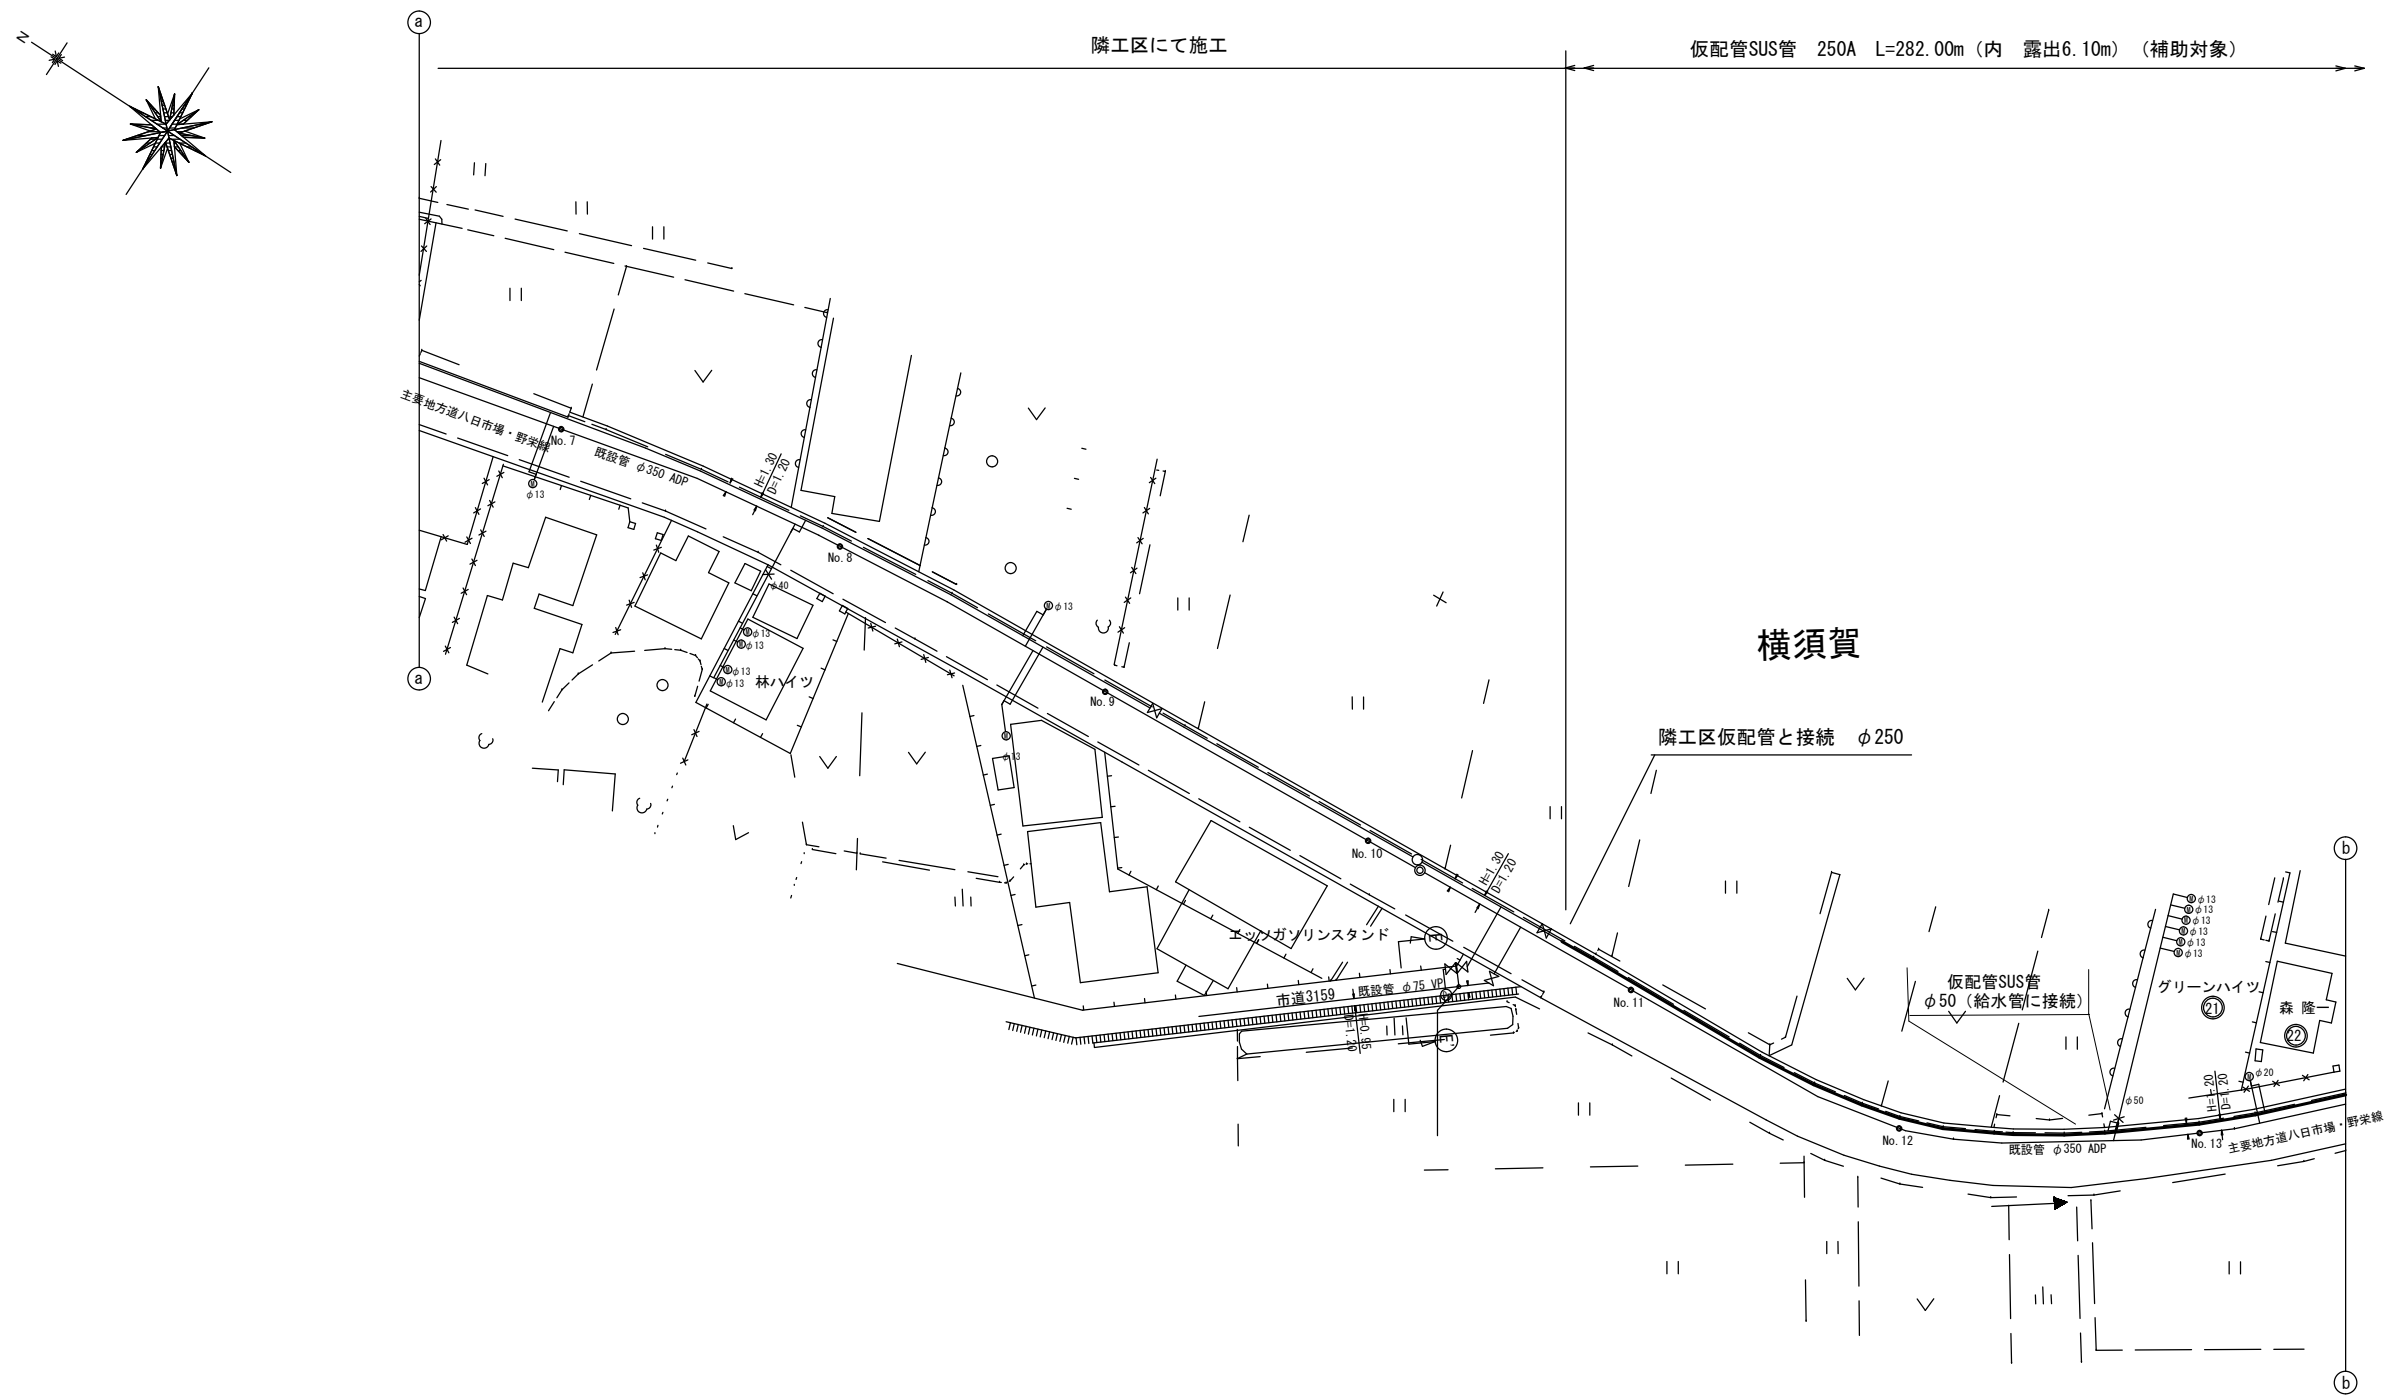 N
a
隣工区にて施工
仮配管SUS管　250A　L=282.00m（内　露出6.10m）（補助対象）
主要地方道八日市場・野栄線
No.7
既設管 φ350 ADP
H=1.30
D=1.20
φ13
No.8
φ40
φ13
φ13
φ13
φ13
林ハイツ
a
φ13
No.9
φ13
横須賀
隣工区仮配管と接続　φ250
No.10
H=1.30
D=1.20
エッソガソリンスタンド
E
市道3159
既設管 φ75 VP
H=0.95
D=1.20
E'
No.11
b
φ13
φ13
φ13
φ13
φ13
φ13
仮配管SUS管
φ50（給水管に接続）
グリーンハイツ
21
森 隆一
22
φ20
H=1.20
D=1.20
φ50
No.12
No.13
既設管 φ350 ADP
主要地方道八日市場・野栄線
b